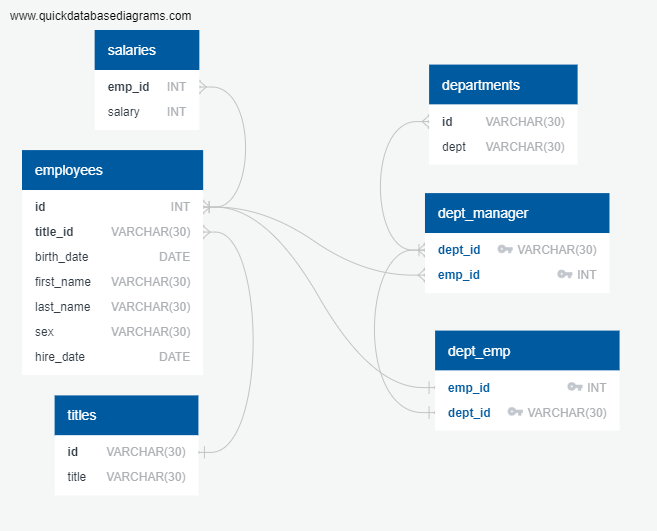 www.quickdatabasediagrams.com
salaries
emp_id INT
salary INT
employees
id INT
title_id VARCHAR(30)
birth_date DATE
first_name VARCHAR(30)
last_name VARCHAR(30)
sex VARCHAR(30)
hire_date DATE
titles
id VARCHAR(30)
title VARCHAR(30)
departments
id VARCHAR(30)
dept VARCHAR(30)
dept_manager
dept_id VARCHAR(30)
emp_id INT
dept_emp
emp_id INT
dept_id VARCHAR(30)